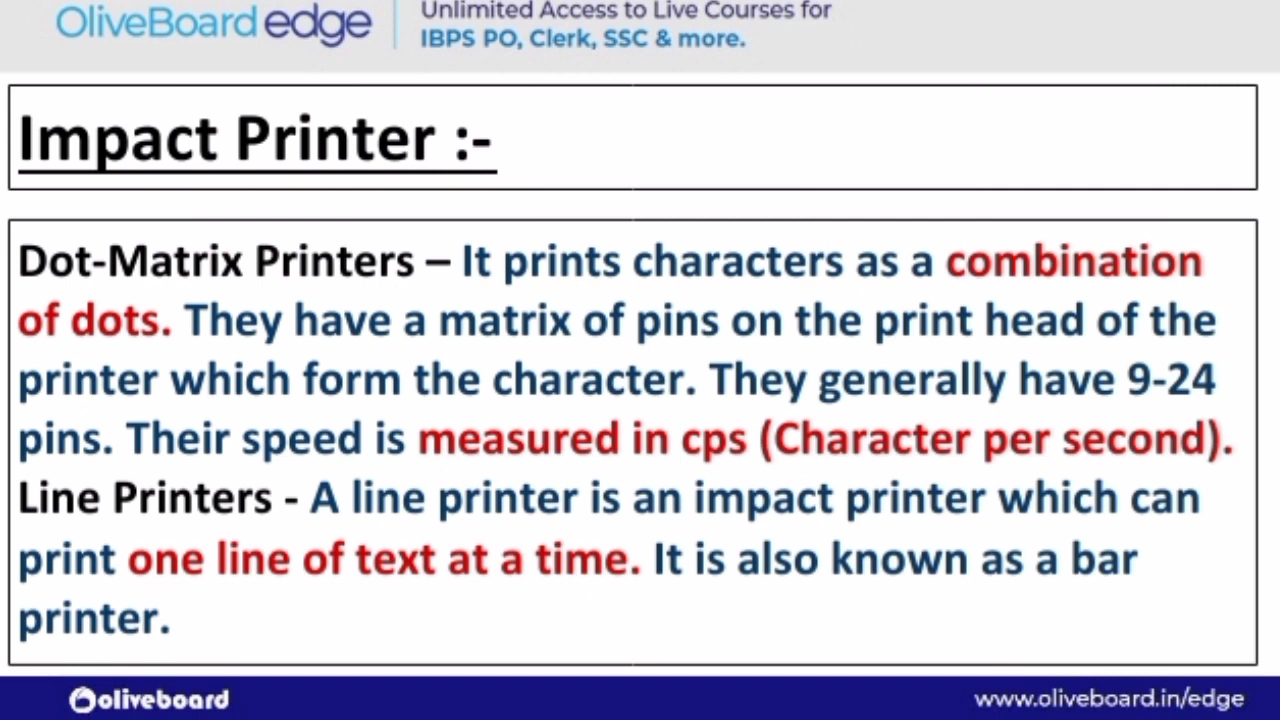 OliveBoard edge
Unlimited Access to Live Courses for
IBPS PO, Clerk, SSC & more.
Impact Printer :-
Dot-Matrix Printers – It prints characters as a combination
of dots. They have a matrix of pins on the print head of the
printer which form the character. They generally have 9-24
pins. Their speed is measured in cps (Character per second).
Line Printers - A line printer is an impact printer which can
print one line of text at a time. It is also known as a bar
printer.
oliveboard
www.oliveboard.in/edge